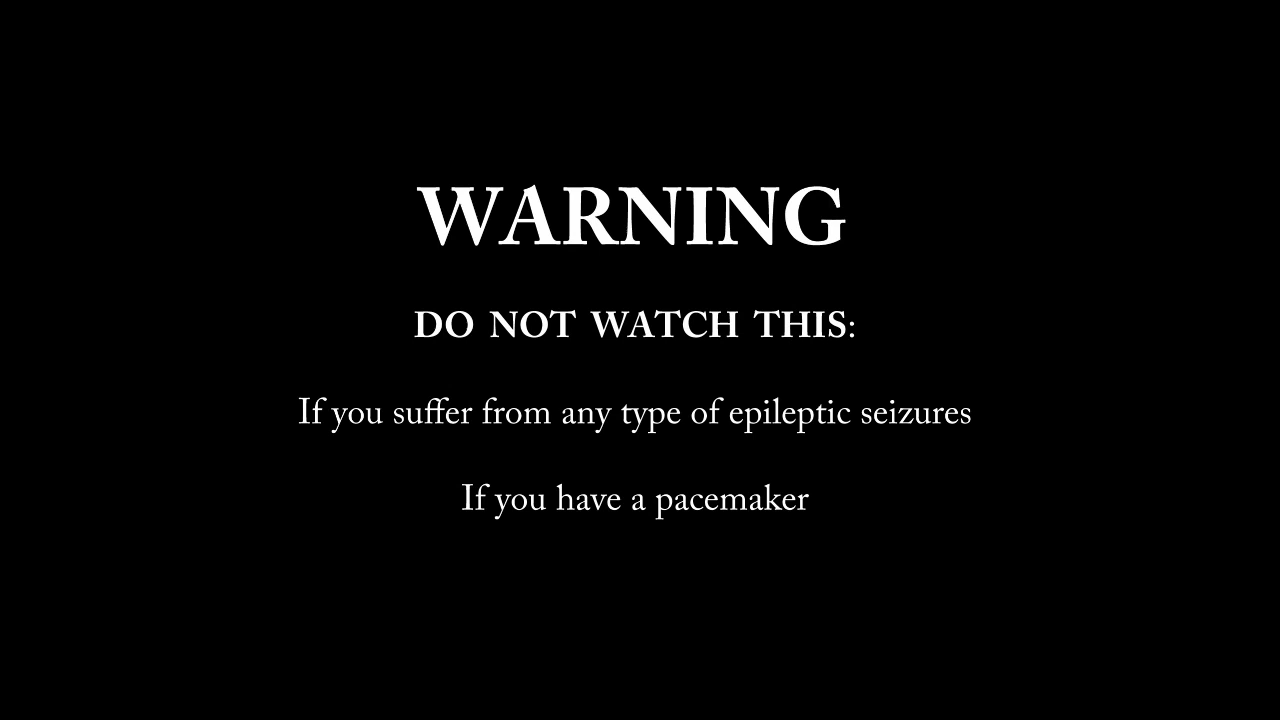 WARNING
DO NOT WATCH THIS:
If you suffer from any type of epileptic seizures
If you have a pacemaker